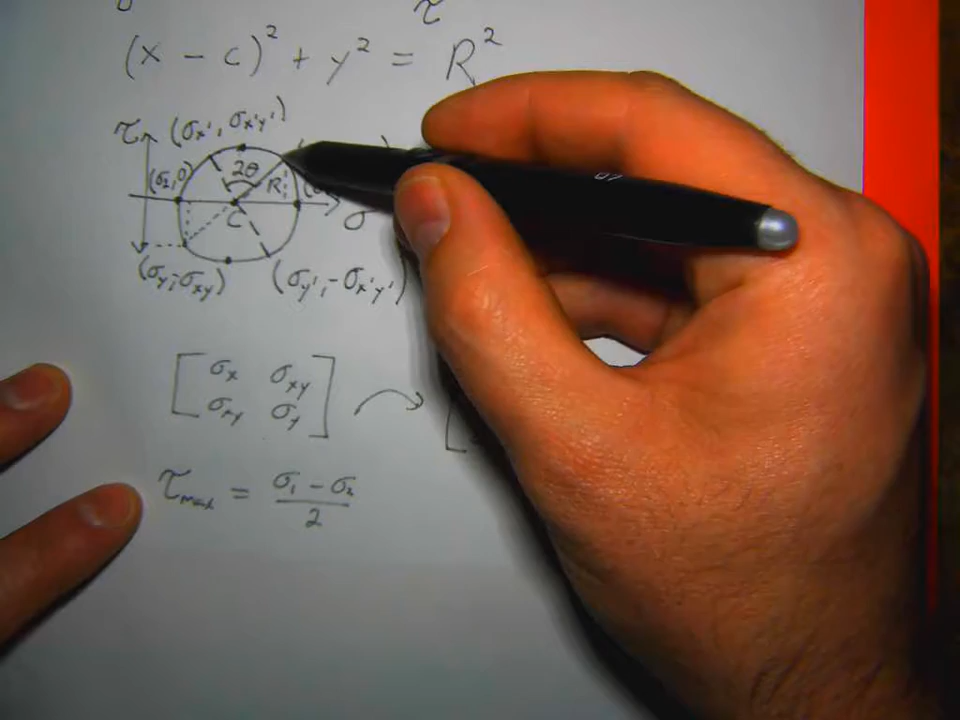 τ
(x - c)² + y² = R²
τ (σx', σx'y')
(σ2, 0) 2θ R
C σ
(σy, -σxy) (σy', -σx'y')
[σx σxy
σxy σy]
τmax = (σ1 - σ2)/2